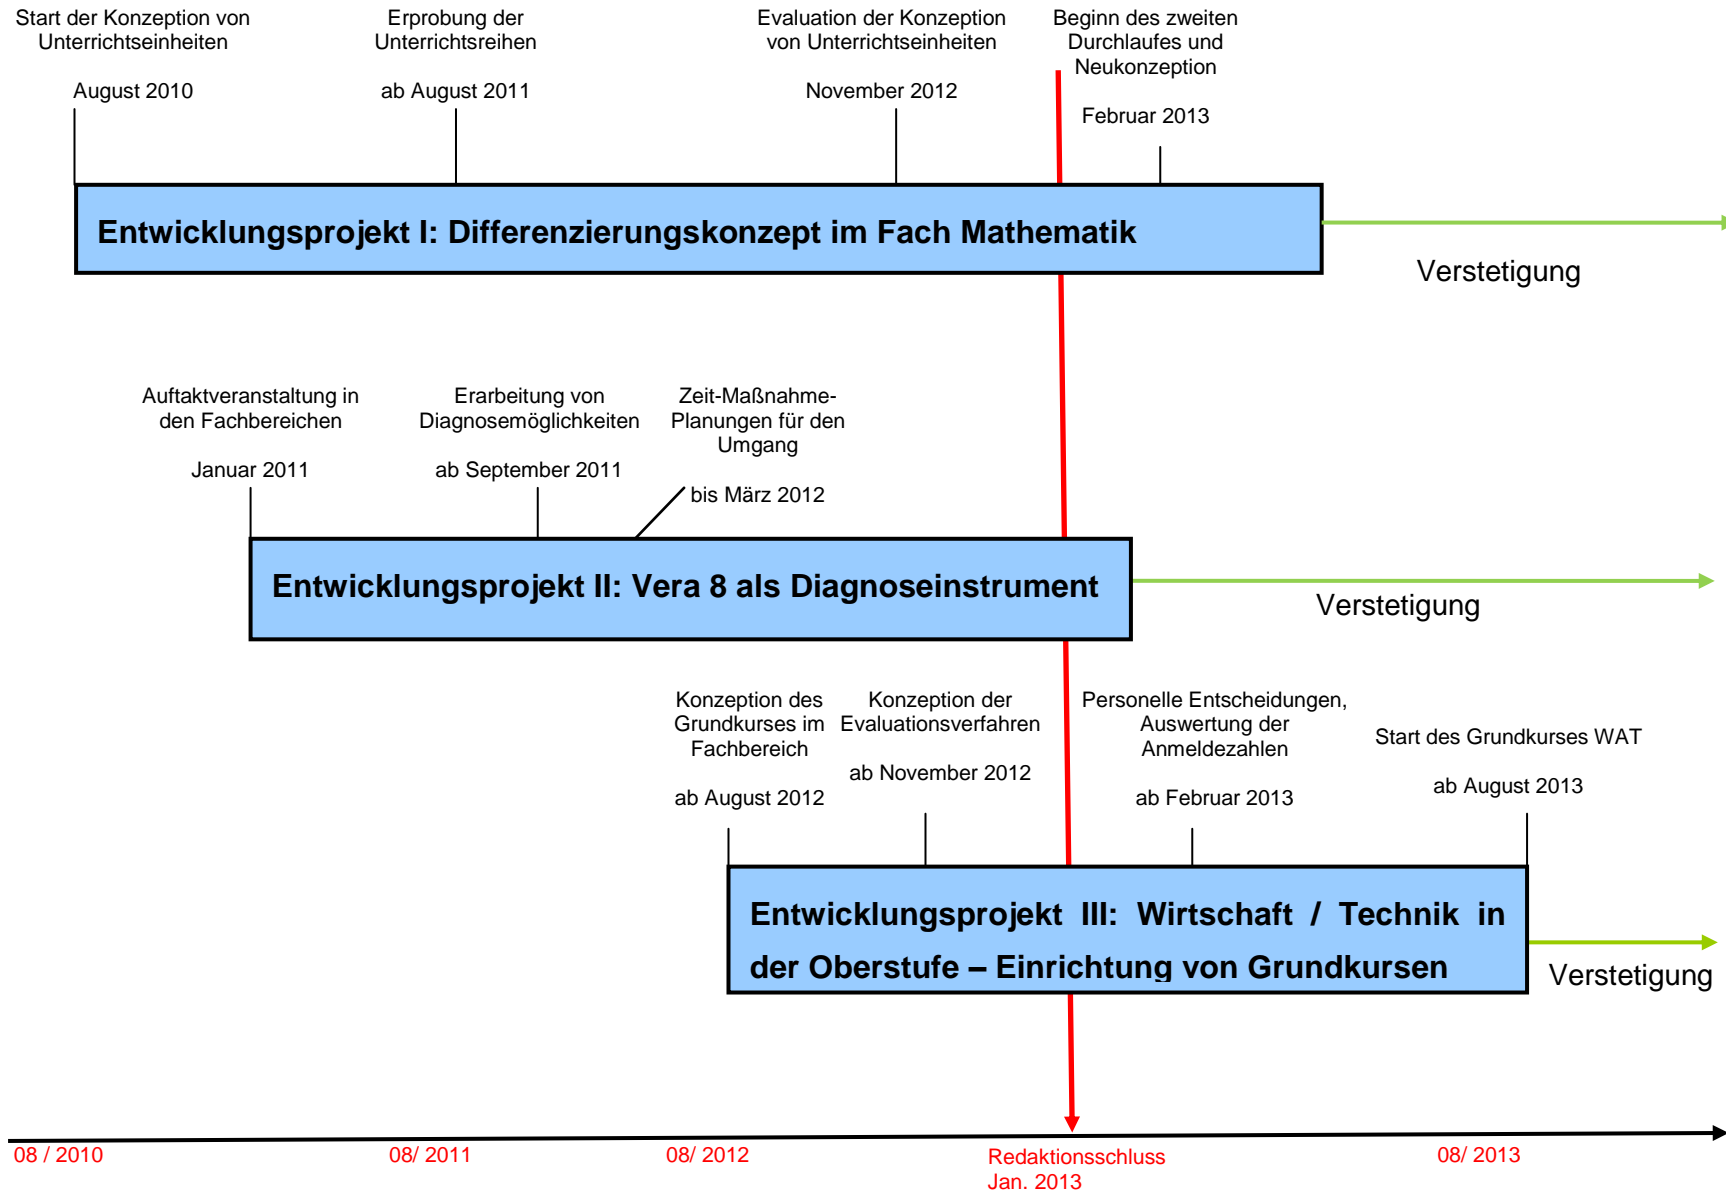 Start der Konzeption von
Unterrichtseinheiten
August 2010
Erprobung der
Unterrichtsreihen
ab August 2011
Evaluation der Konzeption
von Unterrichtseinheiten
November 2012
Beginn des zweiten
Durchlaufes und
Neukonzeption
Februar 2013
Entwicklungsprojekt I: Differenzierungskonzept im Fach Mathematik
Verstetigung
Auftaktveranstaltung in
den Fachbereichen
Januar 2011
Erarbeitung von
Diagnosemöglichkeiten
ab September 2011
Zeit-Maßnahme-
Planungen für den
Umgang
bis März 2012
Entwicklungsprojekt II: Vera 8 als Diagnoseinstrument
Verstetigung
Konzeption des
Grundkurses im
Fachbereich
ab August 2012
Konzeption der
Evaluationsverfahren
ab November 2012
Personelle Entscheidungen,
Auswertung der
Anmeldezahlen
ab Februar 2013
Start des Grundkurses WAT
ab August 2013
Entwicklungsprojekt III: Wirtschaft / Technik in
der Oberstufe – Einrichtung von Grundkursen
Verstetigung
08 / 2010
08/ 2011
08/ 2012
Redaktionsschluss
Jan. 2013
08/ 2013